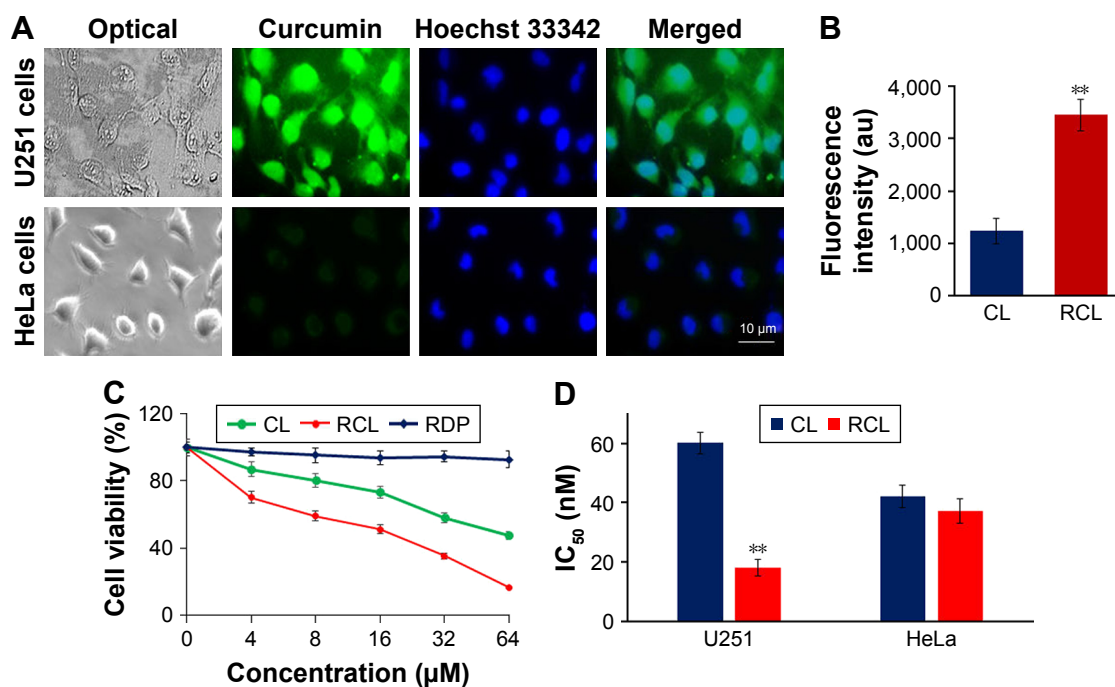 A
Optical
Curcumin
Hoechst 33342
Merged
U251 cells
HeLa cells
10 µm
B
Fluorescence
intensity (au)
4,000
3,000
2,000
1,000
0
**
CL
RCL
C
CL
RCL
RDP
Cell viability (%)
120
80
40
0
0
4
8
16
32
64
Concentration (µM)
D
CL
RCL
IC50 (nM)
60
40
20
0
**
U251
HeLa